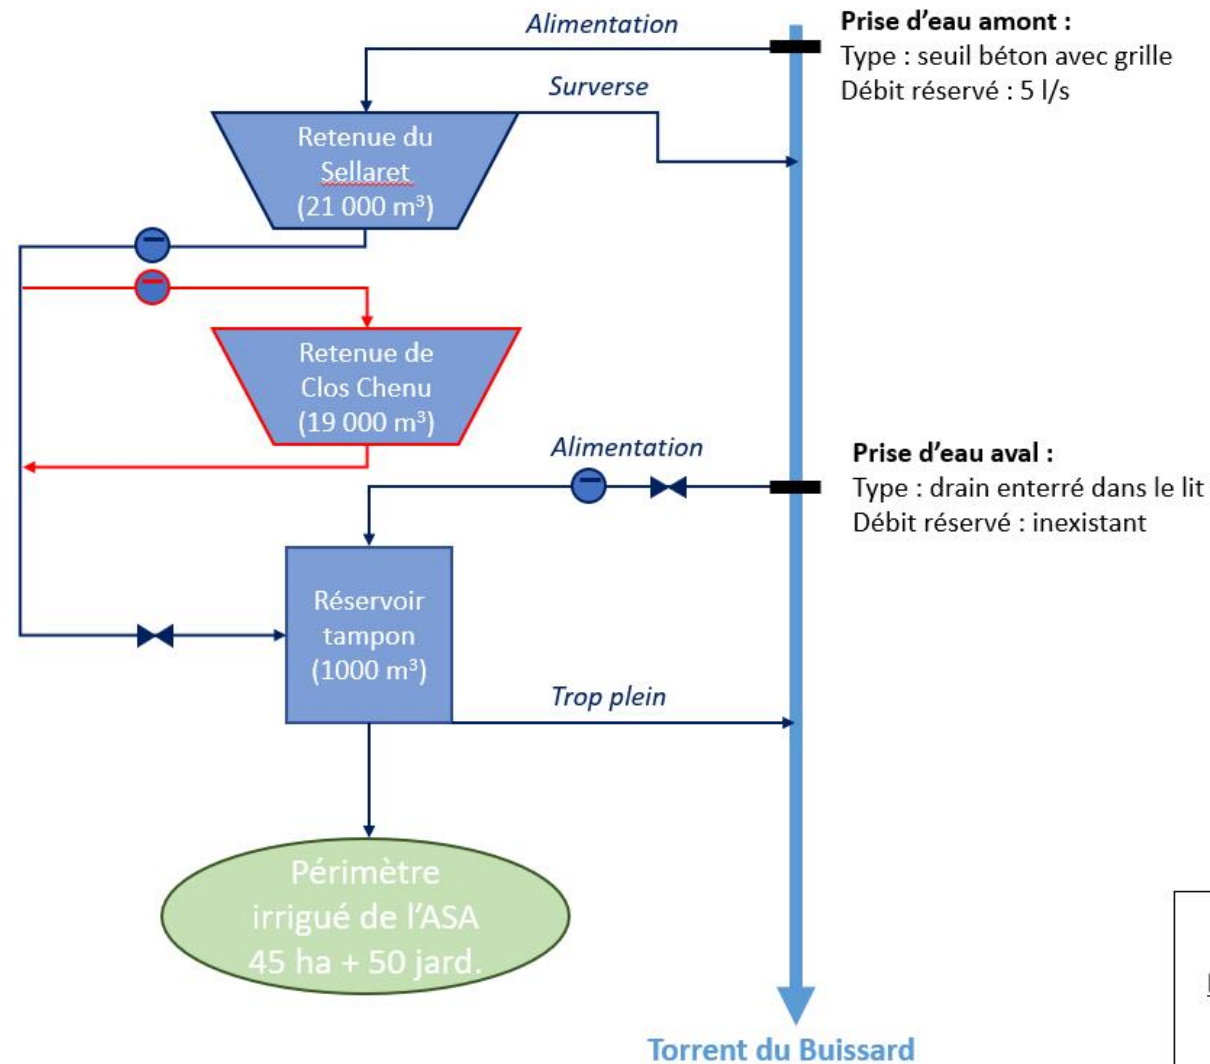 Alimentation
Prise d'eau amont :
Type : seuil béton avec grille
Débit réservé : 5 l/s
Surverse
Retenue du
Sellaret
(21 000 m³)
Retenue de
Clos Chenu
(19 000 m³)
Alimentation
Prise d'eau aval :
Type : drain enterré dans le lit
Débit réservé : inexistant
Réservoir
tampon
(1000 m³)
Trop plein
Périmètre
irrigué de l'ASA
45 ha + 50 jard.
Torrent du Buissard